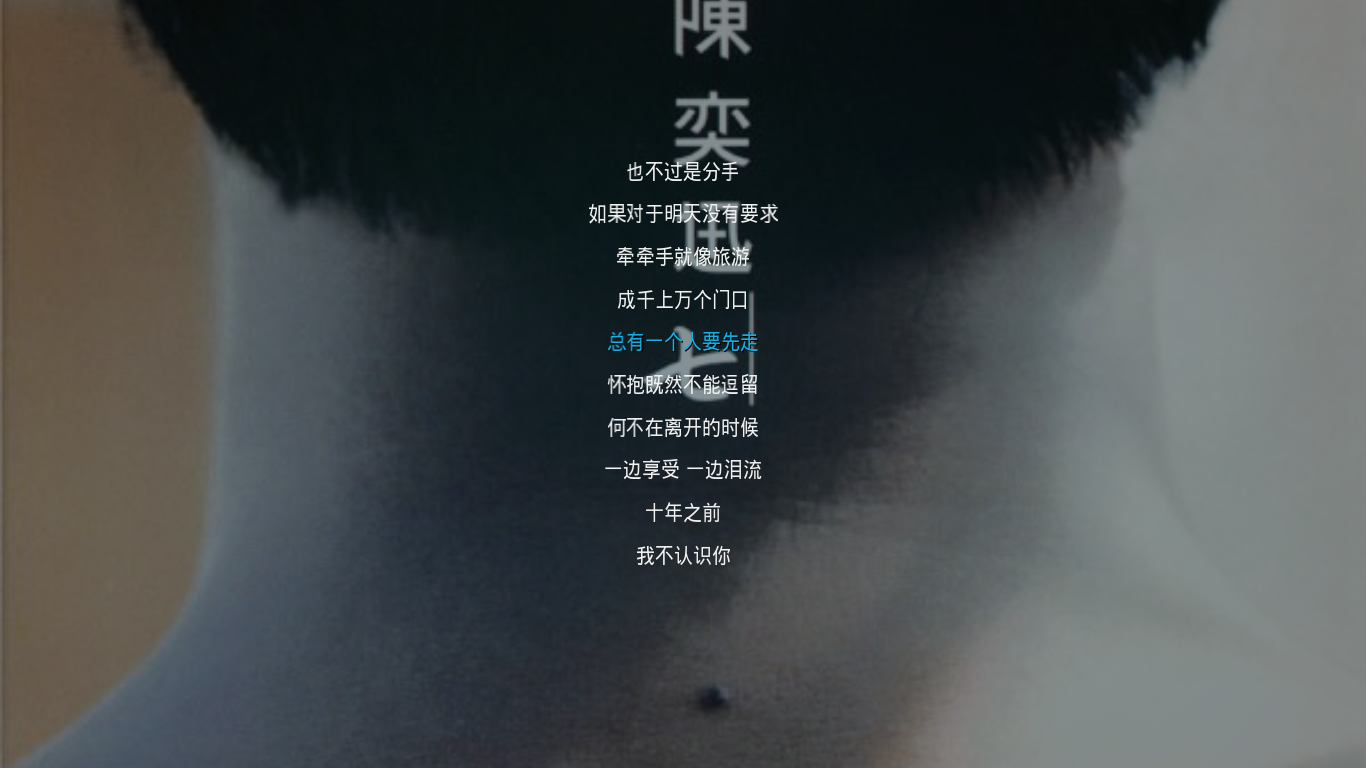 陳奕迅 七
也不过是分手
如果对于明天没有要求
牵牵手就像旅游
成千上万个门口
总有一个人要先走
怀抱既然不能逗留
何不在离开的时候
一边享受 一边泪流
十年之前
我不认识你